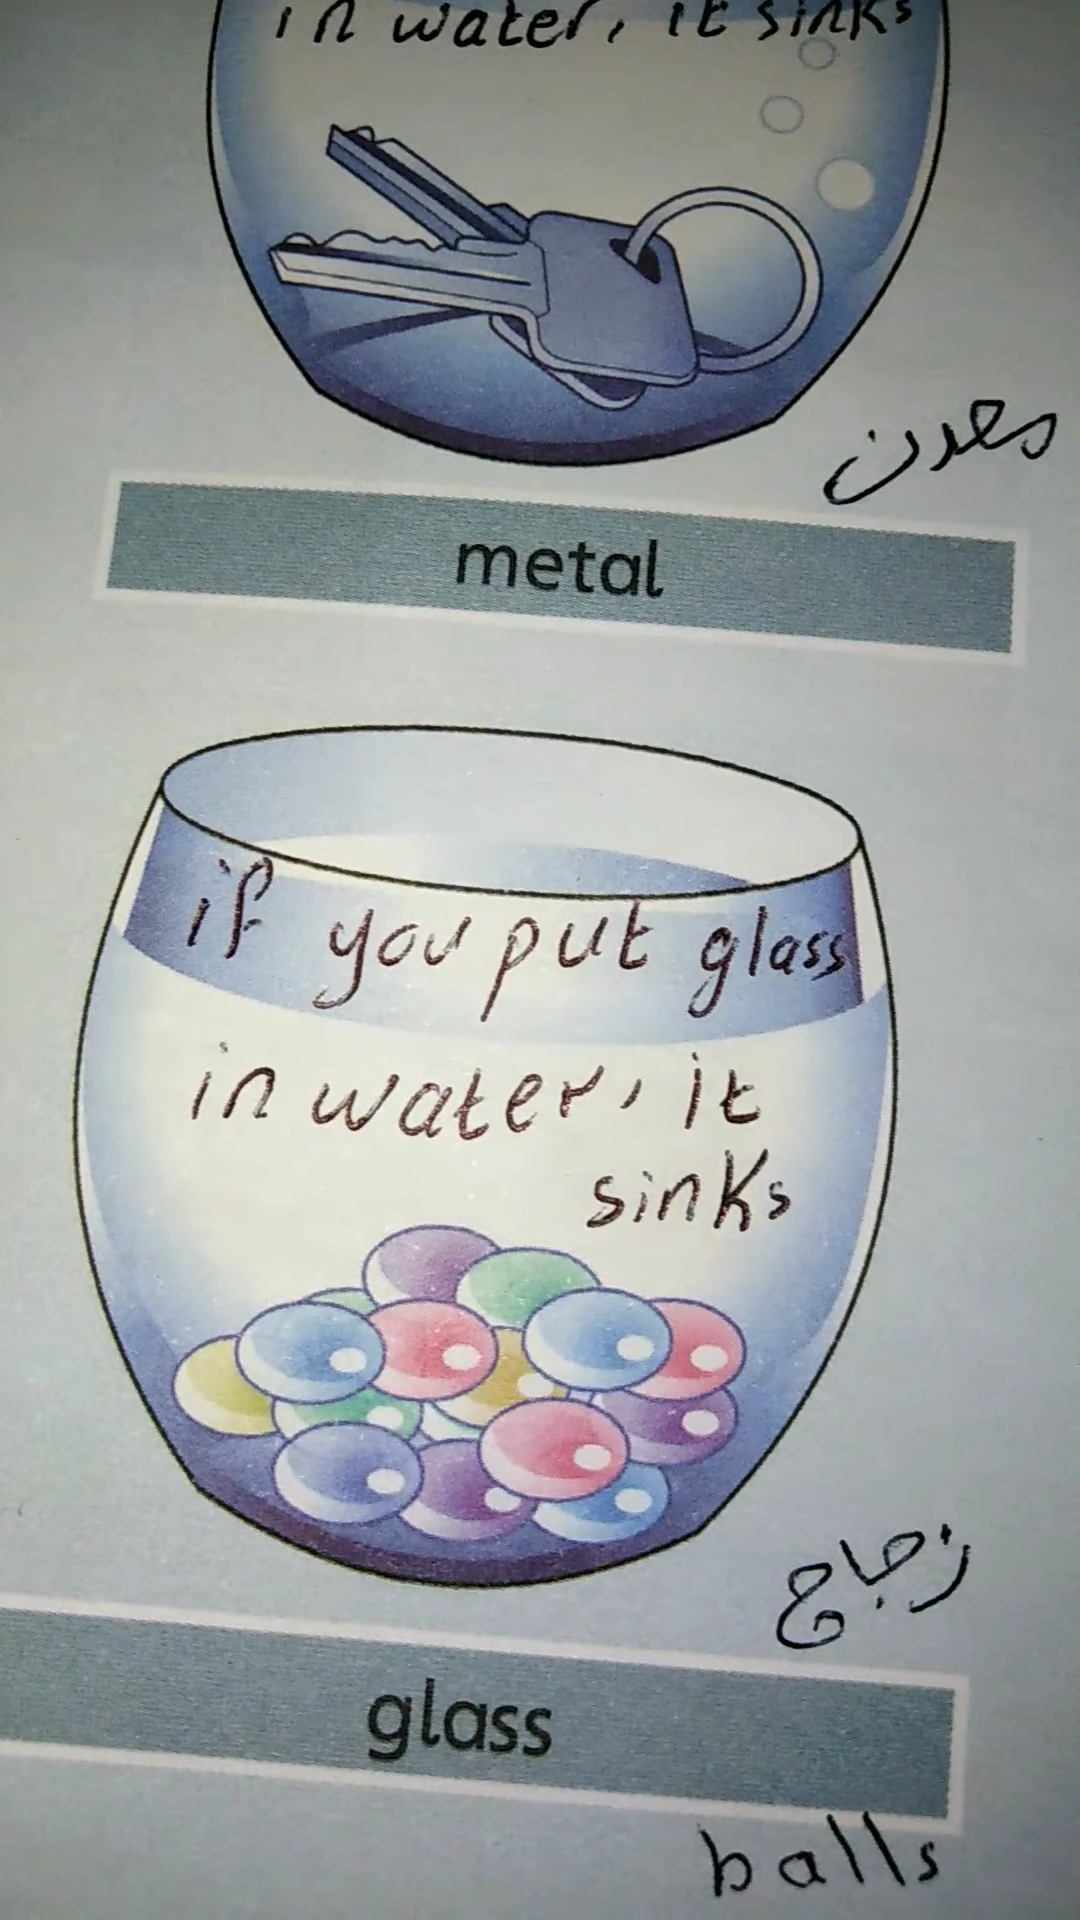 in water, it sinks
معدن
metal
if you put glass
in water, it
sinks
زجاج
glass
balls